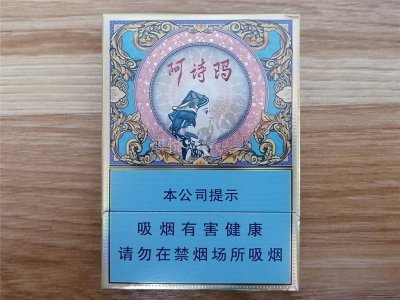 阿诗玛
本公司提示
吸烟有害健康
请勿在禁烟场所吸烟